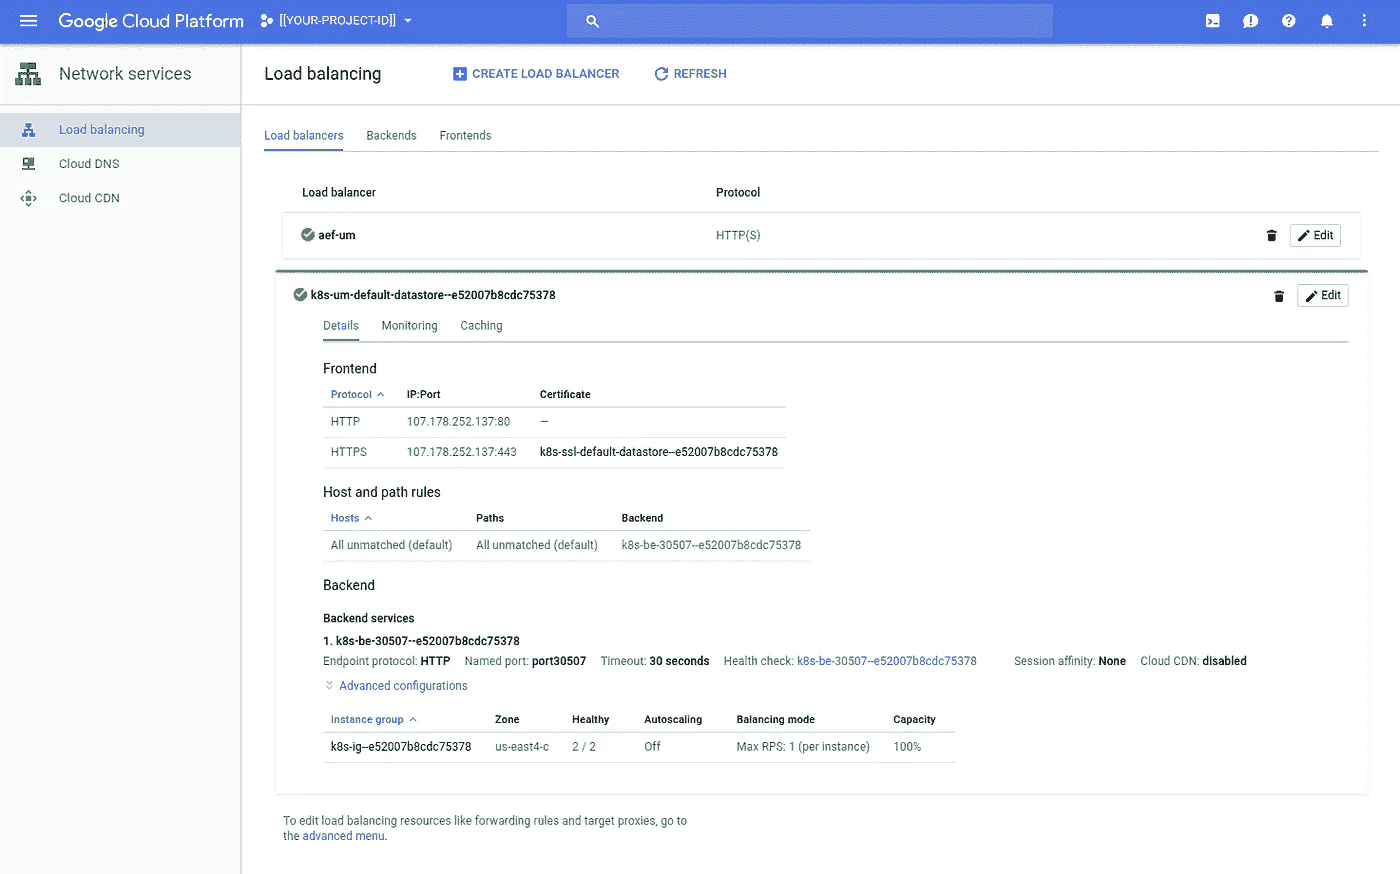 Google Cloud Platform [[YOUR-PROJECT-ID]]
Network services
Load balancing
Cloud DNS
Cloud CDN
Load balancing CREATE LOAD BALANCER REFRESH
Load balancers Backends Frontends
Load balancer Protocol
aef-um HTTP(S) Edit
k8s-um-default-datastore--e52007b8cdc75378 Edit
Details Monitoring Caching
Frontend
Protocol IP:Port Certificate
HTTP 107.178.252.137:80 —
HTTPS 107.178.252.137:443 k8s-ssl-default-datastore--e52007b8cdc75378
Host and path rules
Hosts Paths Backend
All unmatched (default) All unmatched (default) k8s-be-30507--e52007b8cdc75378
Backend
Backend services
1. k8s-be-30507--e52007b8cdc75378
Endpoint protocol: HTTP Named port: port30507 Timeout: 30 seconds Health check: k8s-be-30507--e52007b8cdc75378 Session affinity: None Cloud CDN: disabled
Advanced configurations
Instance group Zone Healthy Autoscaling Balancing mode Capacity
k8s-ig--e52007b8cdc75378 us-east4-c 2 / 2 Off Max RPS: 1 (per instance) 100%
To edit load balancing resources like forwarding rules and target proxies, go to
the advanced menu.